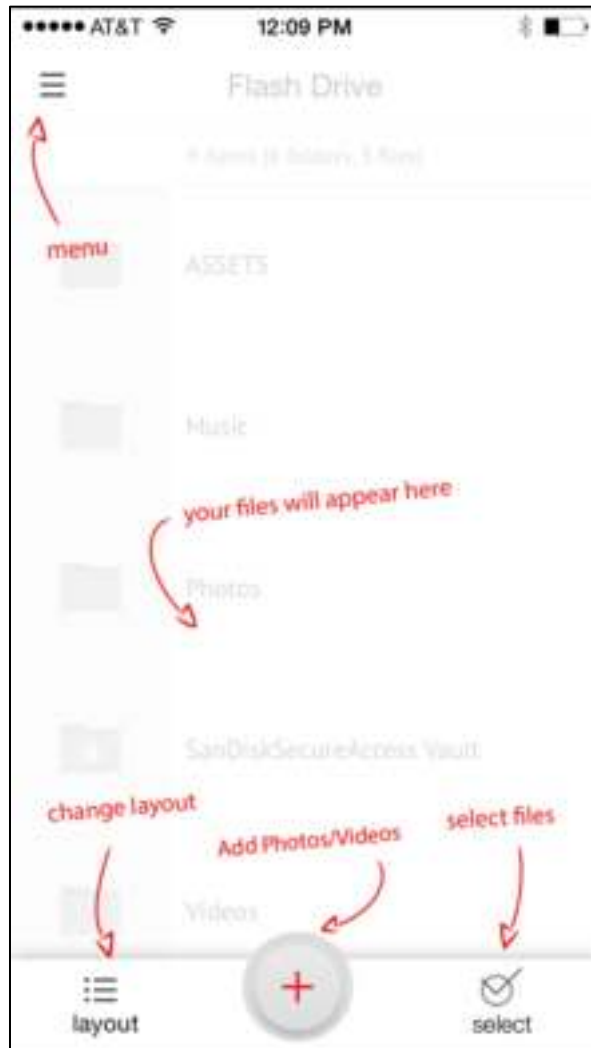 AT&T 12:09 PM
Flash Drive
menu
ASSETS
Music
your files will appear here
Photos
SanDiskSecureAccess Vault
change layout
Add Photos/Videos
select files
Videos
layout
select